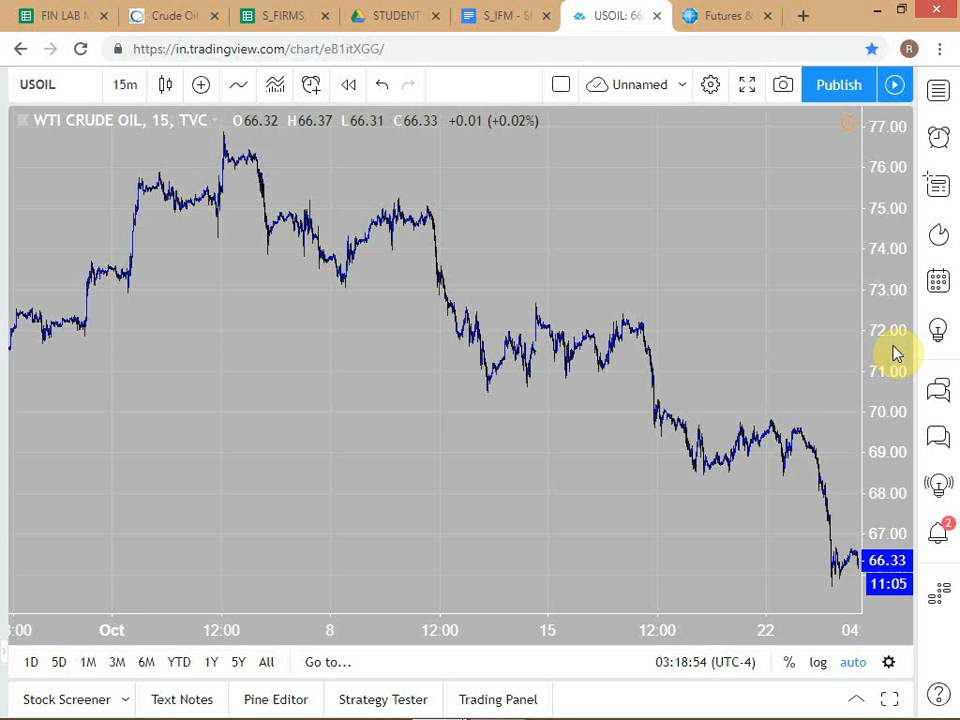 FIN LAB M
Crude Oil
S_FIRMS,
STUDENT
S_IFM - S
USOIL: 66
Futures &
https://in.tradingview.com/chart/eB1itXGG/
R
USOIL
15m
Unnamed
Publish
WTI CRUDE OIL, 15, TVC O66.32 H66.37 L66.31 C66.33 +0.01 (+0.02%)
77.00
76.00
75.00
74.00
73.00
72.00
71.00
70.00
69.00
68.00
67.00
66.33
11:05
2
:00 Oct 12:00 8 12:00 15 12:00 22 04
1D 5D 1M 3M 6M YTD 1Y 5Y All Go to... 03:18:54 (UTC-4) % log auto
Stock Screener Text Notes Pine Editor Strategy Tester Trading Panel